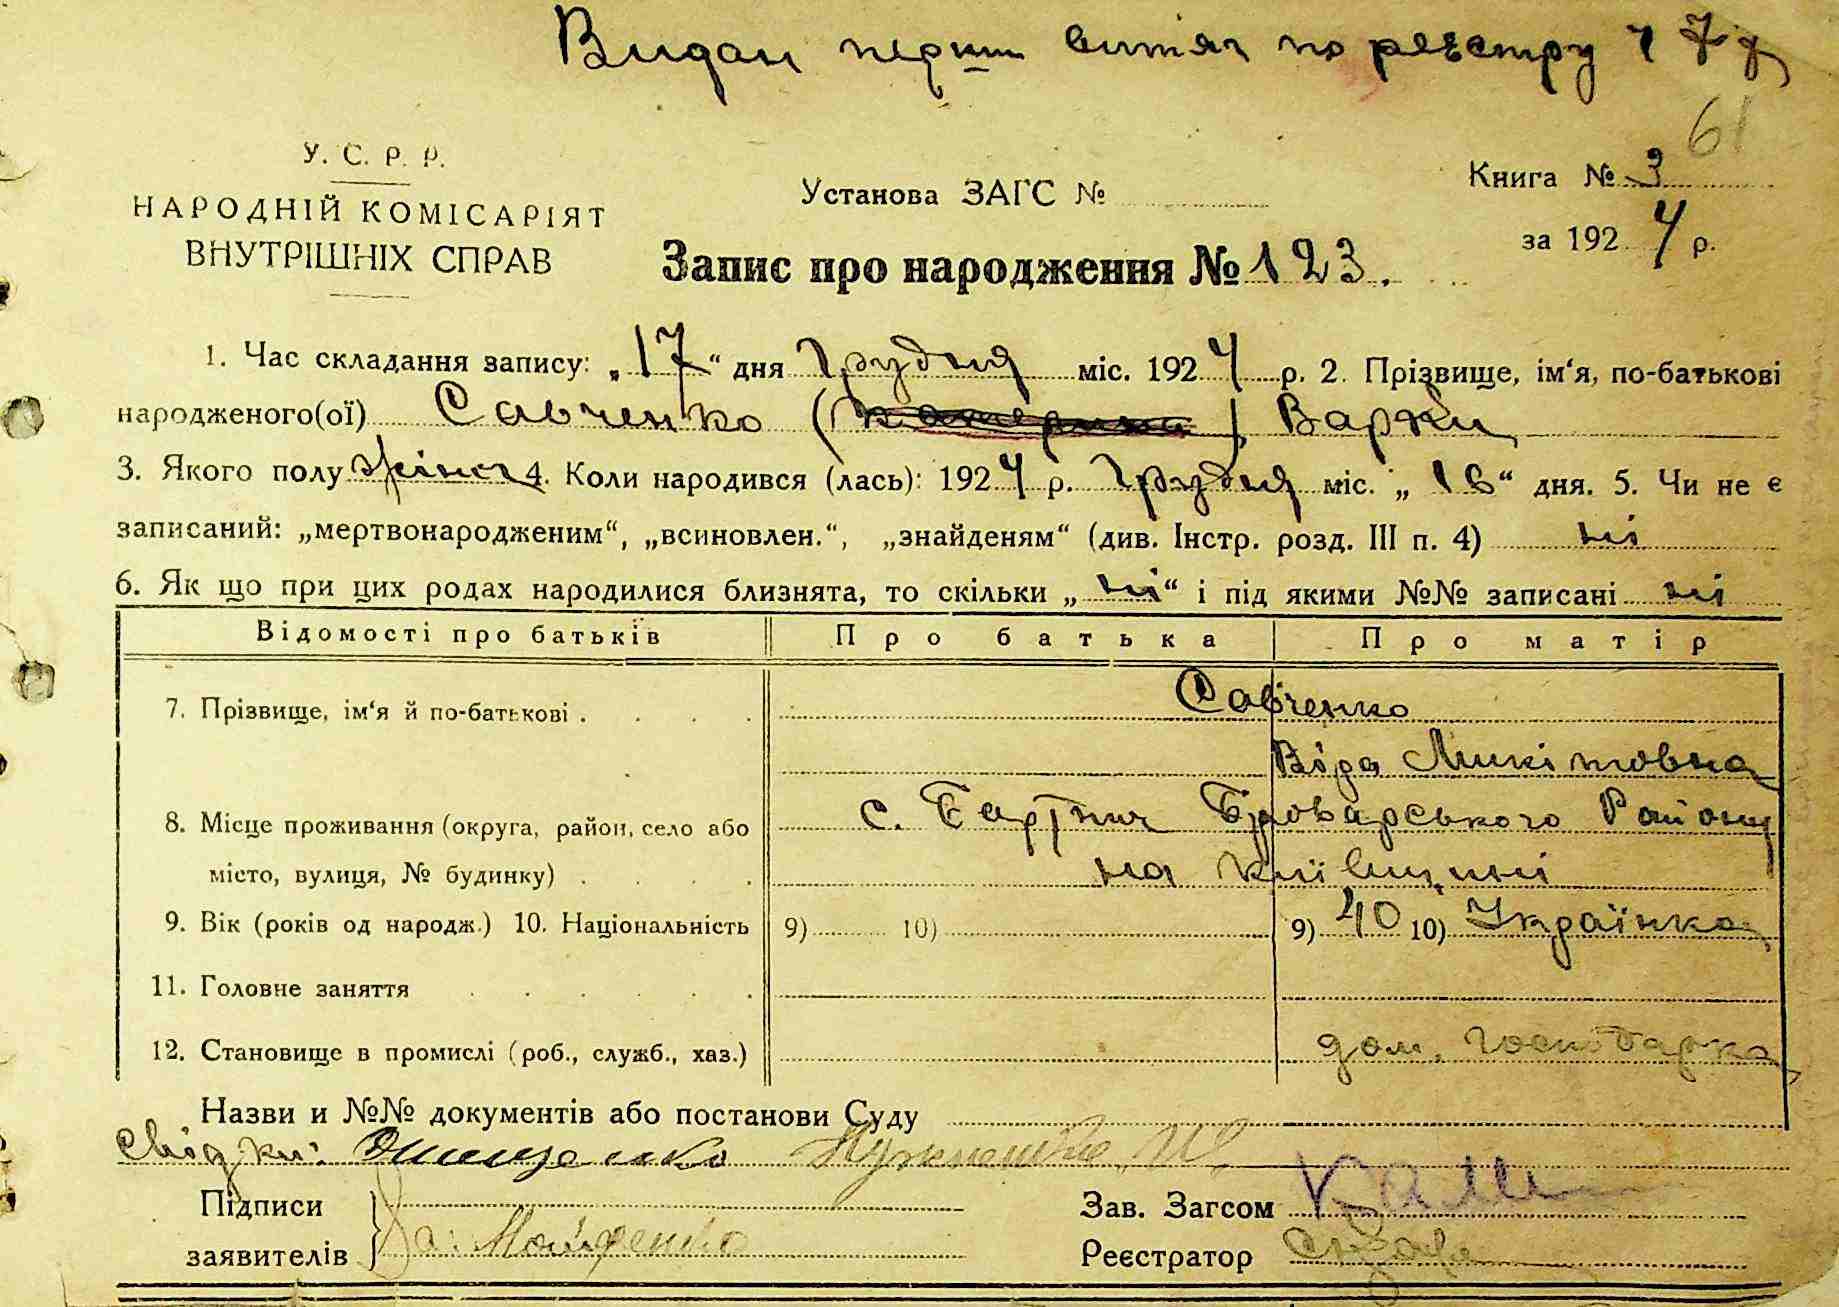 Видан перши витяг по реєстру ч
61
У. С. Р. Р.
НАРОДНІЙ КОМІСАРІЯТ
ВНУТРІШНІХ СПРАВ
Установа ЗАГС №
Книга № 3
за 1924 р.
Запис про народження № 123.
1. Час складання запису: „17“ дня Грудня міс. 1924 р. 2. Прізвище, ім‘я, по-батькові
народженого(ої) Савченко (Катерина) Варки
3. Якого полу жіноч 4. Коли народився (лась): 1924 р. Грудня міс. „16“ дня. 5. Чи не є
записаний: „мертвонародженим“, „всиновлен.“, „знайденям“ (див. Інстр. розд. III п. 4) ні
6. Як що при цих родах народилися близнята, то скільки „ні“ і під якими №№ записані ні
Відомості про батьків Про батька Про матір
7. Прізвище, ім‘я й по-батькові . . . . Савченко
Віра Микітовна
8. Місце проживання (округа, район, село або с. Бортнич Броварського Району
місто, вулиця, № будинку) . . . . на Київщині
9. Вік (років од народж.) 10. Національність 9) 10) 9) 40 10) Українка
11. Головне заняття . . . . . .
12. Становище в промислі (роб., служб., хаз.) дом. господарка
Назви и №№ документів або постанови Суду
Свідки:
Підписи Зав. Загсом
заявителів За: Реєстратор